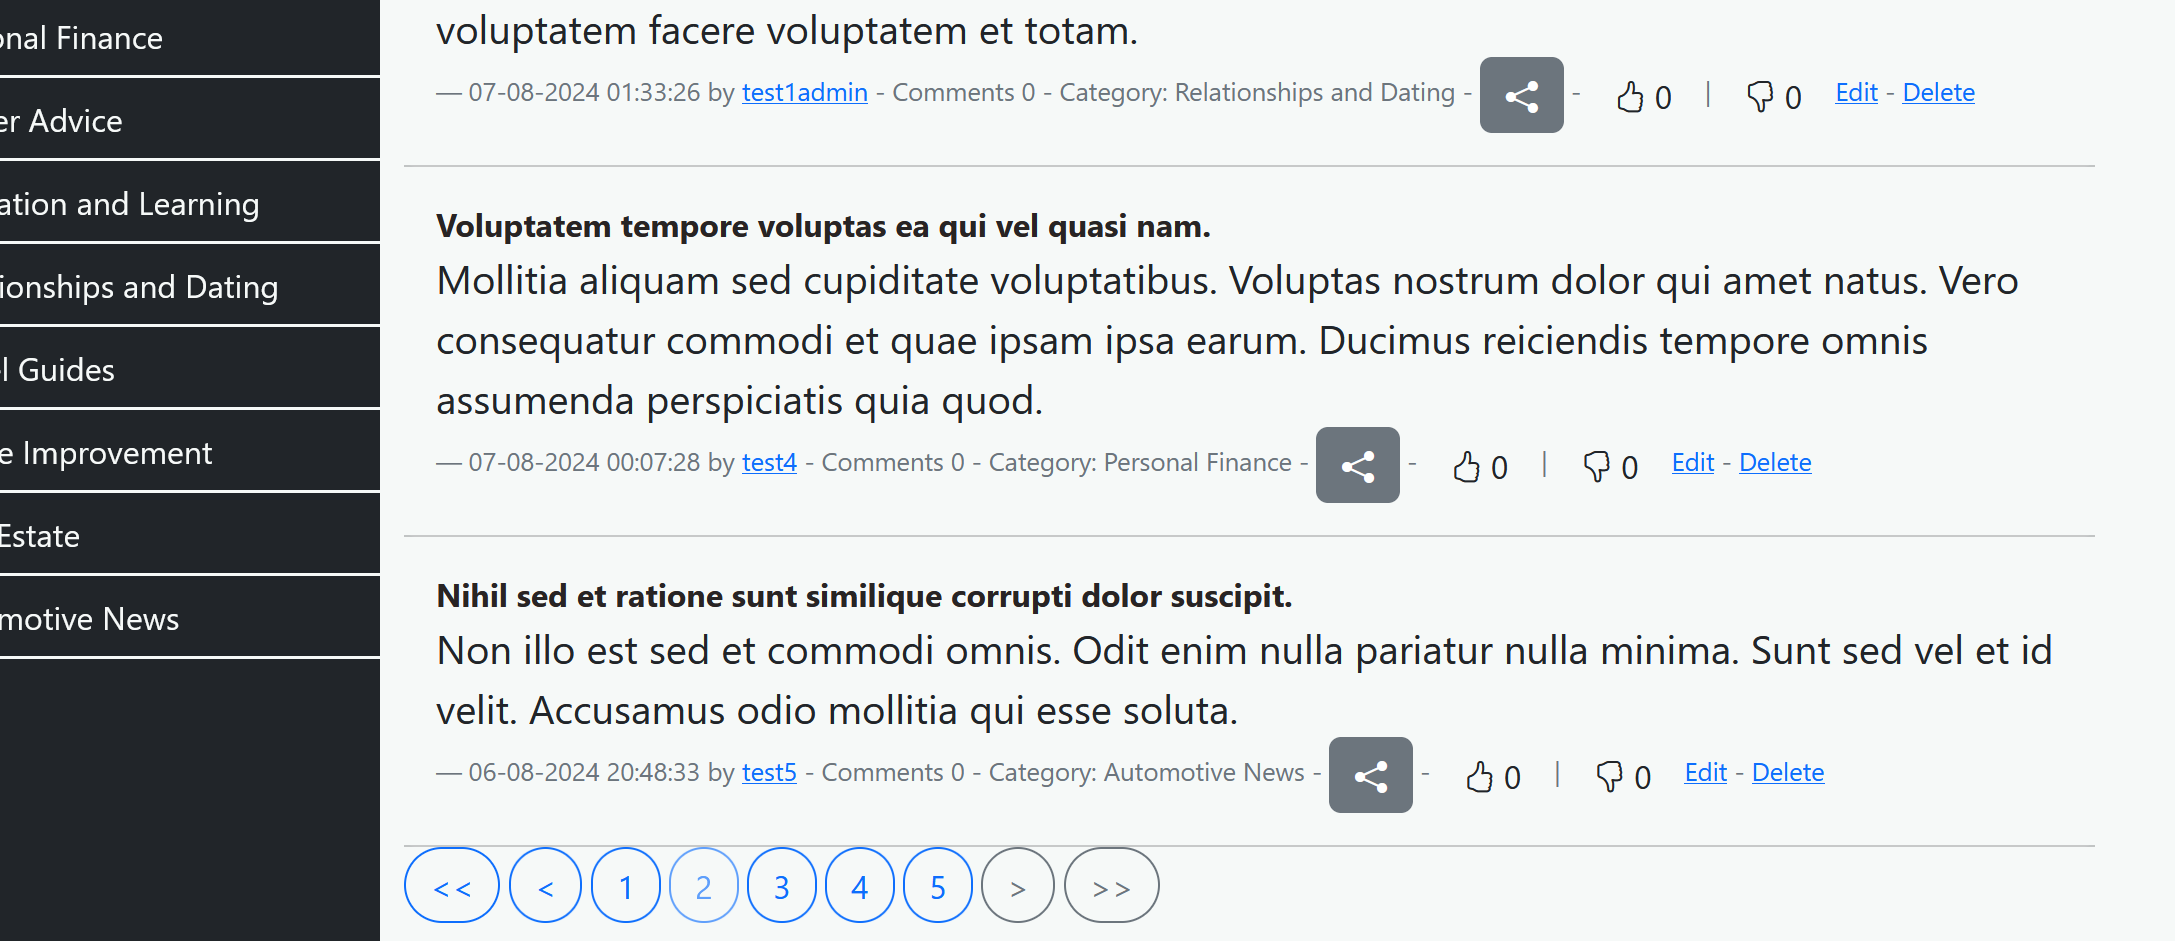 onal Finance
er Advice
ation and Learning
ionships and Dating
l Guides
e Improvement
Estate
motive News
voluptatem facere voluptatem et totam.
— 07-08-2024 01:33:26 by test1admin - Comments 0 - Category: Relationships and Dating - - 0 | 0 Edit - Delete
Voluptatem tempore voluptas ea qui vel quasi nam.
Mollitia aliquam sed cupiditate voluptatibus. Voluptas nostrum dolor qui amet natus. Vero
consequatur commodi et quae ipsam ipsa earum. Ducimus reiciendis tempore omnis
assumenda perspiciatis quia quod.
— 07-08-2024 00:07:28 by test4 - Comments 0 - Category: Personal Finance - - 0 | 0 Edit - Delete
Nihil sed et ratione sunt similique corrupti dolor suscipit.
Non illo est sed et commodi omnis. Odit enim nulla pariatur nulla minima. Sunt sed vel et id
velit. Accusamus odio mollitia qui esse soluta.
— 06-08-2024 20:48:33 by test5 - Comments 0 - Category: Automotive News - - 0 | 0 Edit - Delete
<< < 1 2 3 4 5 > >>